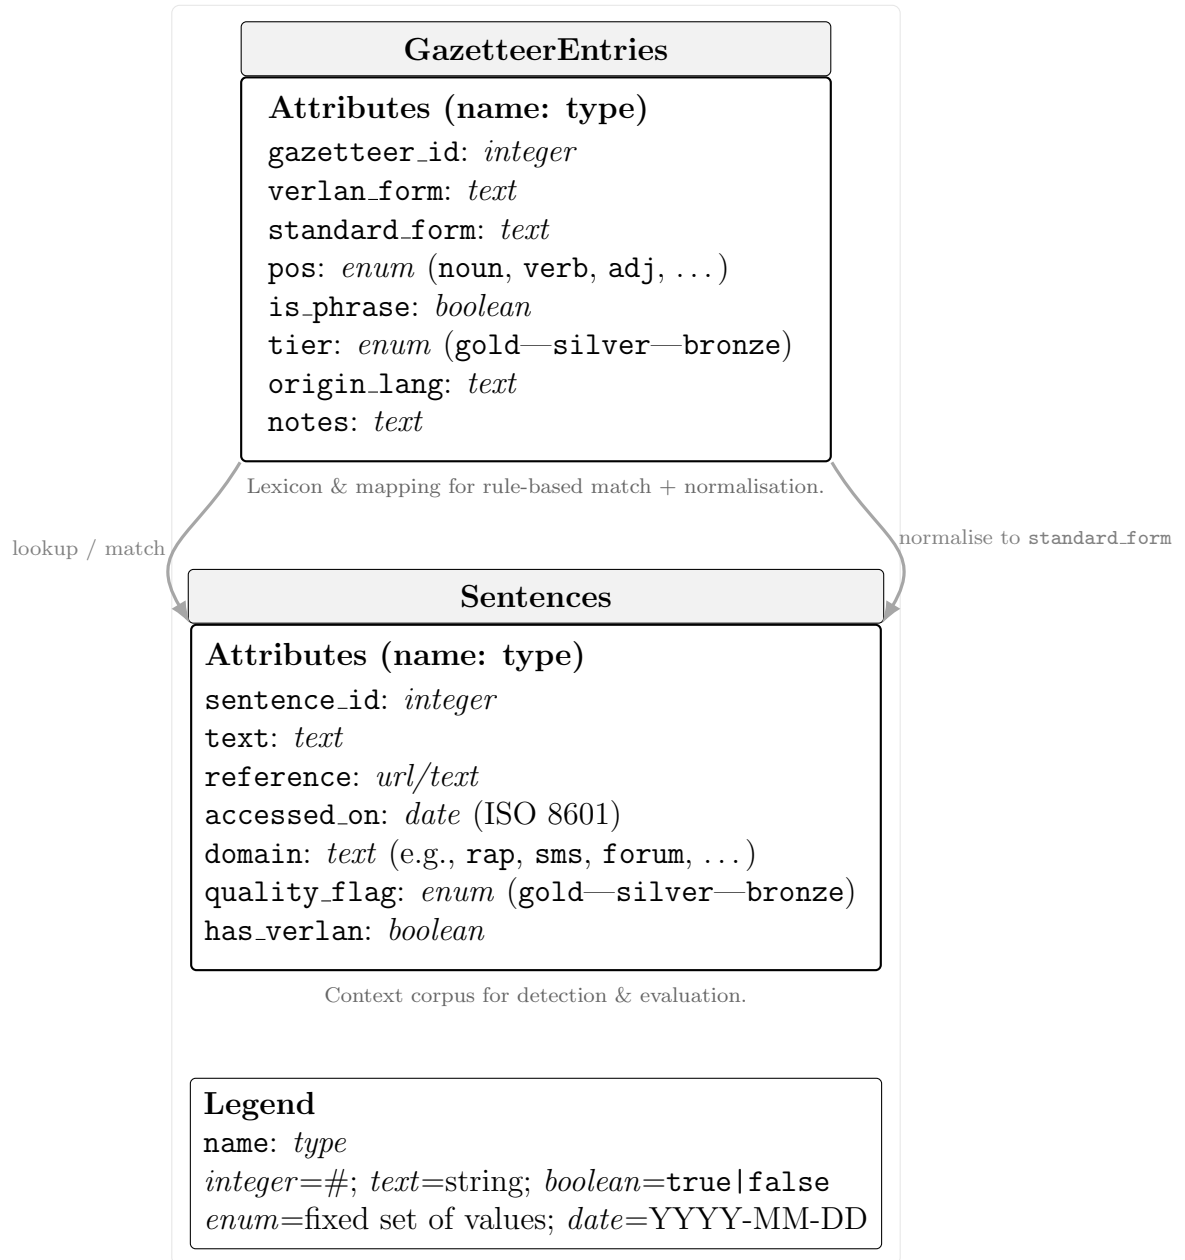 GazetteerEntries
Attributes (name: type)
gazetteer_id: integer
verlan_form: text
standard_form: text
pos: enum (noun, verb, adj, ...)
is_phrase: boolean
tier: enum (gold—silver—bronze)
origin_lang: text
notes: text
Lexicon & mapping for rule-based match + normalisation.
lookup / match
normalise to standard_form
Sentences
Attributes (name: type)
sentence_id: integer
text: text
reference: url/text
accessed_on: date (ISO 8601)
domain: text (e.g., rap, sms, forum, ...)
quality_flag: enum (gold—silver—bronze)
has_verlan: boolean
Context corpus for detection & evaluation.
Legend
name: type
integer=#; text=string; boolean=true|false
enum=fixed set of values; date=YYYY-MM-DD